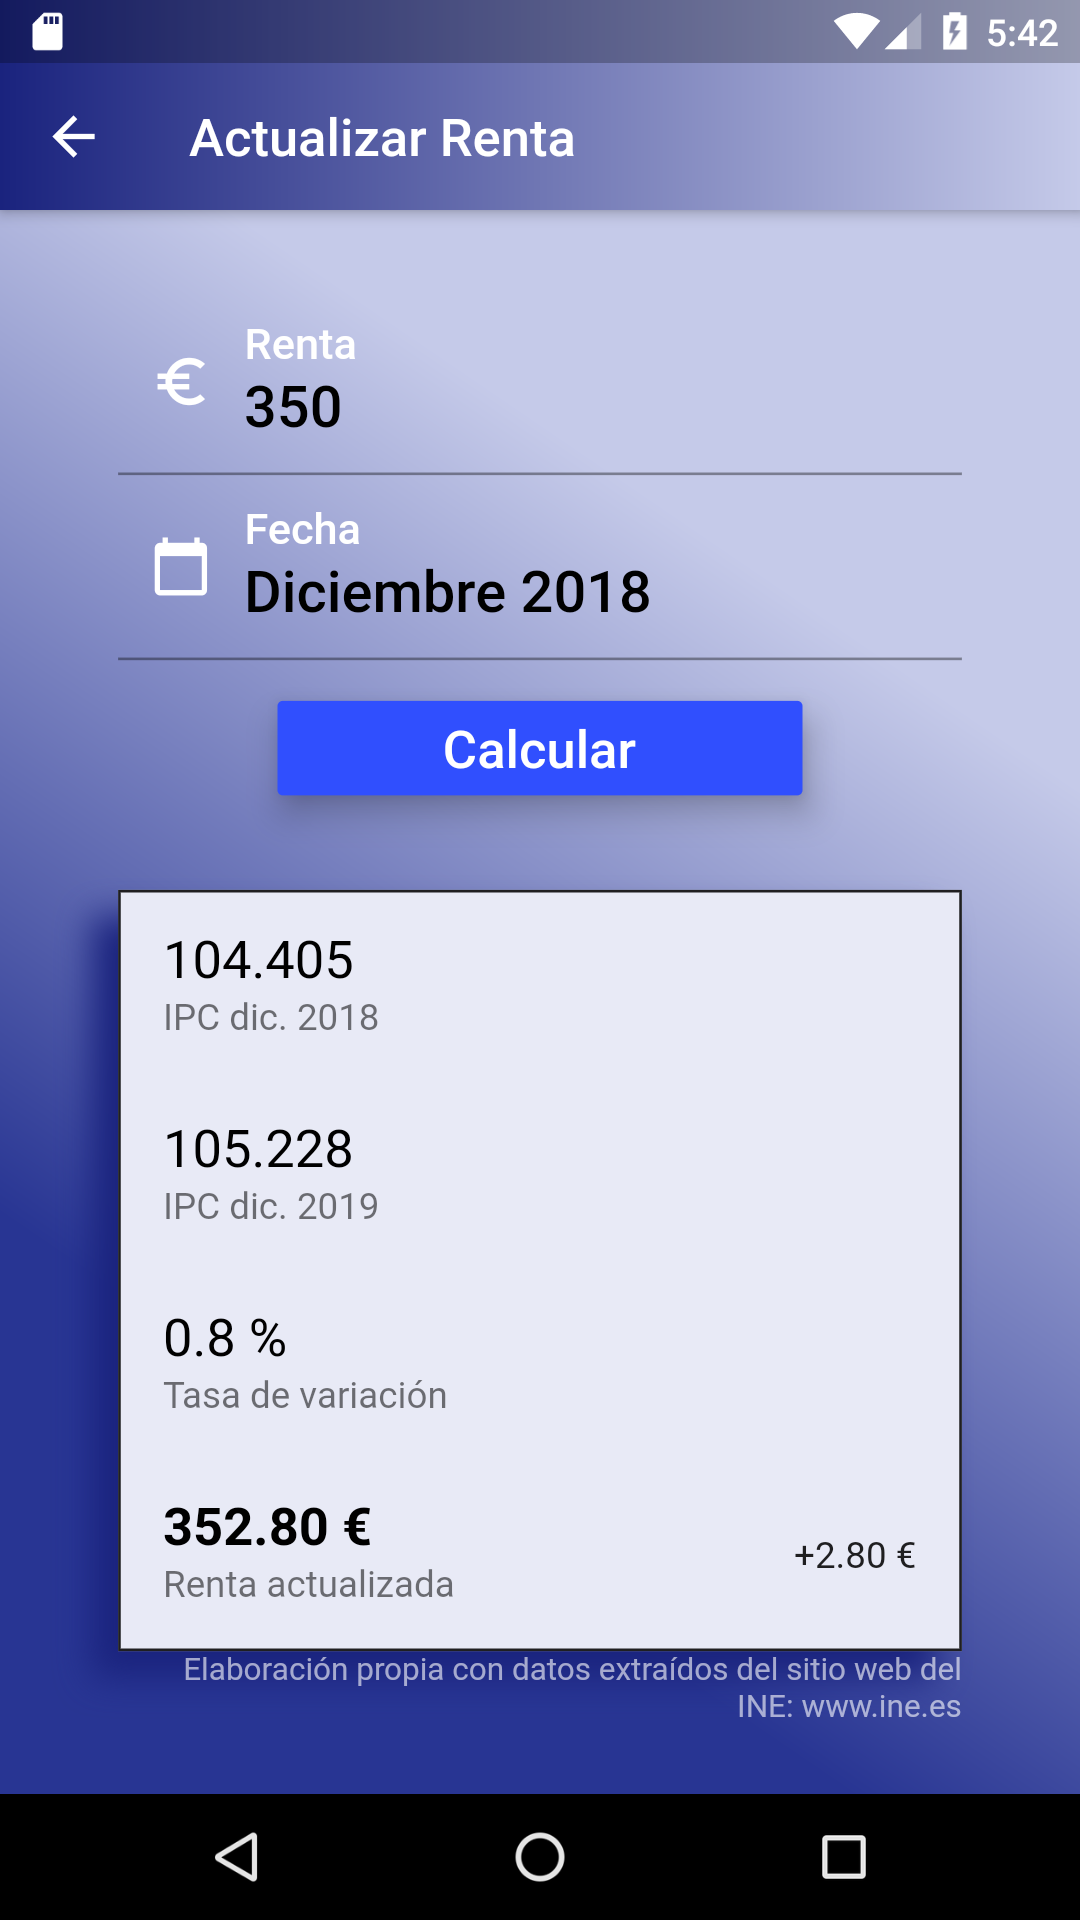 5:42
Actualizar Renta
Renta
350
Fecha
Diciembre 2018
Calcular
104.405
IPC dic. 2018
105.228
IPC dic. 2019
0.8 %
Tasa de variación
352.80 €
+2.80 €
Renta actualizada
Elaboración propia con datos extraídos del sitio web del
INE: www.ine.es